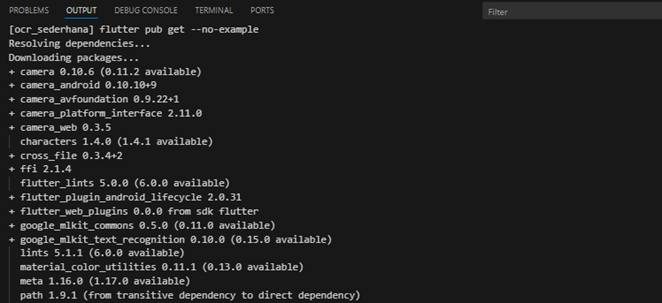 PROBLEMS OUTPUT DEBUG CONSOLE TERMINAL PORTS Filter
[ocr_sederhana] flutter pub get --no-example
Resolving dependencies...
Downloading packages...
+ camera 0.10.6 (0.11.2 available)
+ camera_android 0.10.10+9
+ camera_avfoundation 0.9.22+1
+ camera_platform_interface 2.11.0
+ camera_web 0.3.5
characters 1.4.0 (1.4.1 available)
+ cross_file 0.3.4+2
+ ffi 2.1.4
flutter_lints 5.0.0 (6.0.0 available)
+ flutter_plugin_android_lifecycle 2.0.31
+ flutter_web_plugins 0.0.0 from sdk flutter
+ google_mlkit_commons 0.5.0 (0.11.0 available)
+ google_mlkit_text_recognition 0.10.0 (0.15.0 available)
lints 5.1.1 (6.0.0 available)
material_color_utilities 0.11.1 (0.13.0 available)
meta 1.16.0 (1.17.0 available)
path 1.9.1 (from transitive dependency to direct dependency)